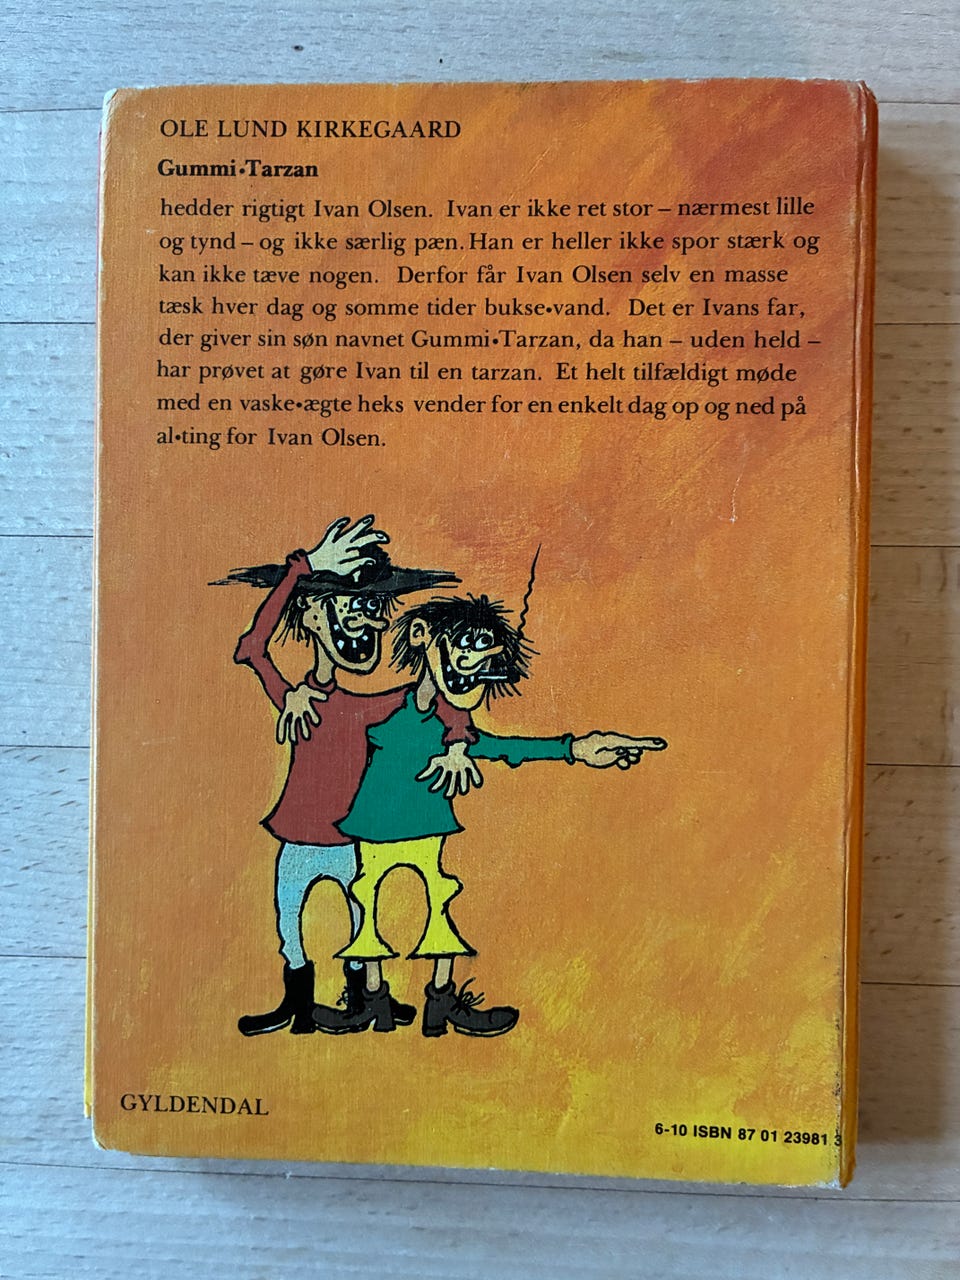 OLE LUND KIRKEGAARD
Gummi•Tarzan
hedder rigtigt Ivan Olsen. Ivan er ikke ret stor – nærmest lille
og tynd – og ikke særlig pæn. Han er heller ikke spor stærk og
kan ikke tæve nogen. Derfor får Ivan Olsen selv en masse
tæsk hver dag og somme tider bukse•vand. Det er Ivans far,
der giver sin søn navnet Gummi•Tarzan, da han – uden held –
har prøvet at gøre Ivan til en tarzan. Et helt tilfældigt møde
med en vaske•ægte heks vender for en enkelt dag op og ned på
al•ting for Ivan Olsen.
GYLDENDAL
6-10 ISBN 87 01 23981 3